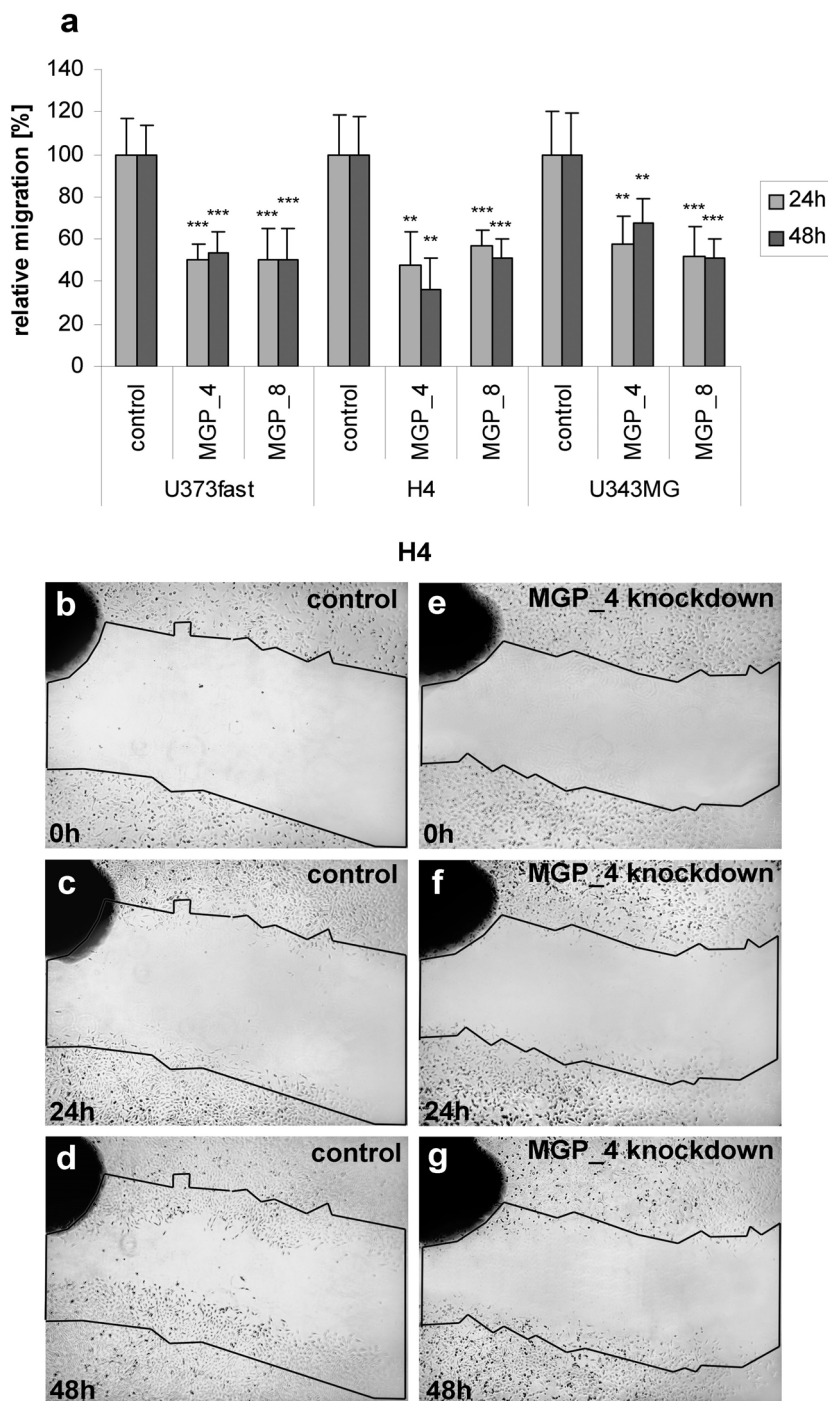 a
140
120
100
80
60
40
20
0
relative migration [%]
*** *** *** *** ** ** *** *** ** ** *** ***
24h
48h
control MGP_4 MGP_8 control MGP_4 MGP_8 control MGP_4 MGP_8
U373fast H4 U343MG
H4
b control
0h
e MGP_4 knockdown
0h
c control
24h
f MGP_4 knockdown
24h
d control
48h
g MGP_4 knockdown
48h